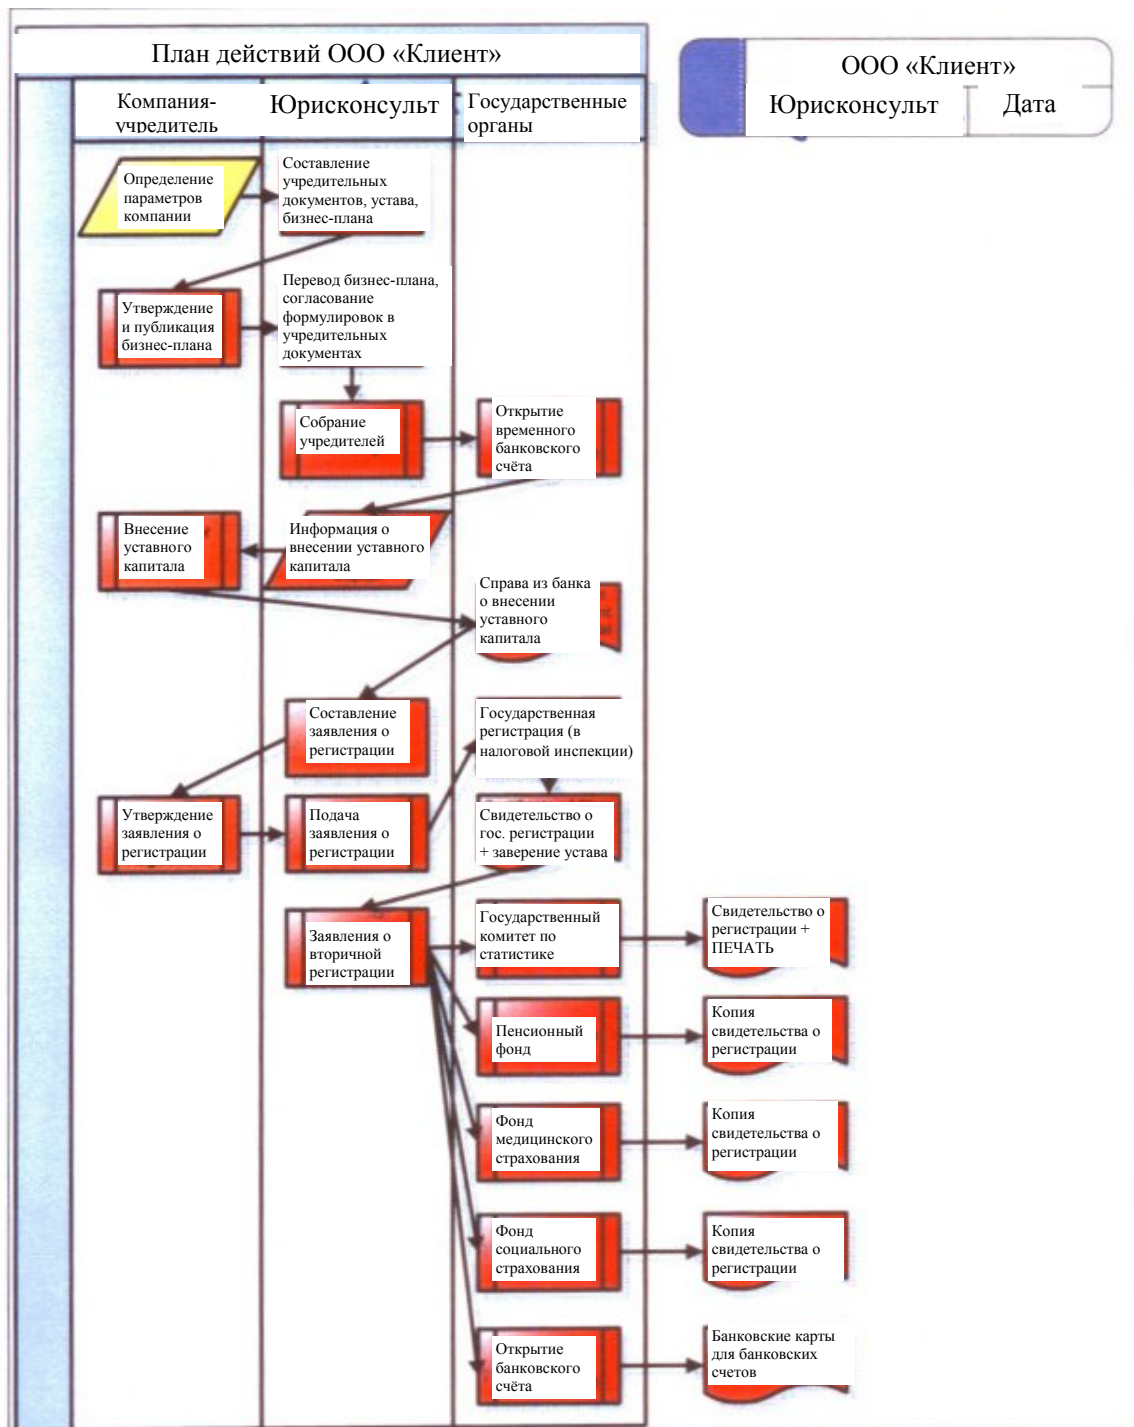 План действий ООО «Клиент»
ООО «Клиент»
Юрисконсульт
Дата
Компания-
учредитель
Юрисконсульт
Государственные
органы
Определение
параметров
компании
Составление
учредительных
документов, устава,
бизнес-плана
Утверждение
и публикация
бизнес-плана
Перевод бизнес-плана,
согласование
формулировок в
учредительных
документах
Собрание
учредителей
Открытие
временного
банковского
счёта
Внесение
уставного
капитала
Информация о
внесении уставного
капитала
Справа из банка
о внесении
уставного
капитала
Составление
заявления о
регистрации
Государственная
регистрация (в
налоговой инспекции)
Утверждение
заявления о
регистрации
Подача
заявления о
регистрации
Свидетельство о
гос. регистрации
+ заверение устава
Заявления о
вторичной
регистрации
Государственный
комитет по
статистике
Свидетельство о
регистрации +
ПЕЧАТЬ
Пенсионный
фонд
Копия
свидетельства о
регистрации
Фонд
медицинского
страхования
Копия
свидетельства о
регистрации
Фонд
социального
страхования
Копия
свидетельства о
регистрации
Открытие
банковского
счёта
Банковские карты
для банковских
счетов